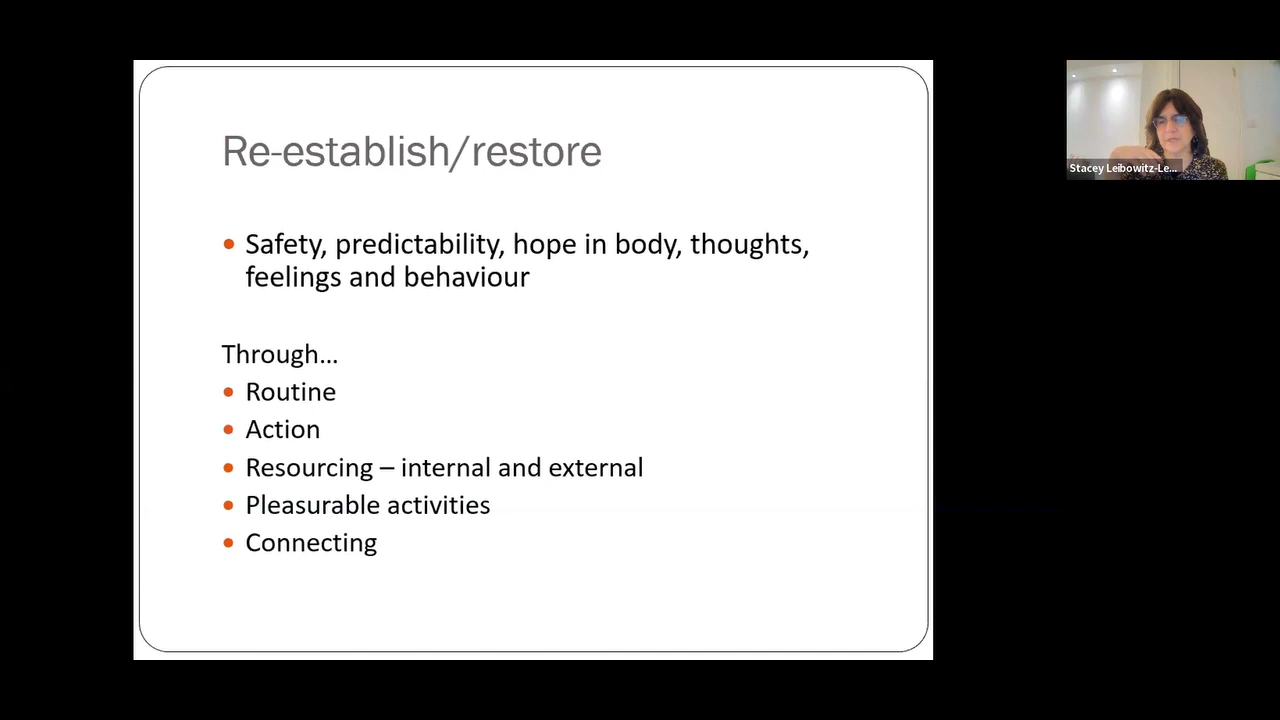 Re-establish/restore
• Safety, predictability, hope in body, thoughts,
feelings and behaviour
Through…
• Routine
• Action
• Resourcing – internal and external
• Pleasurable activities
• Connecting
Stacey Leibowitz-Le...